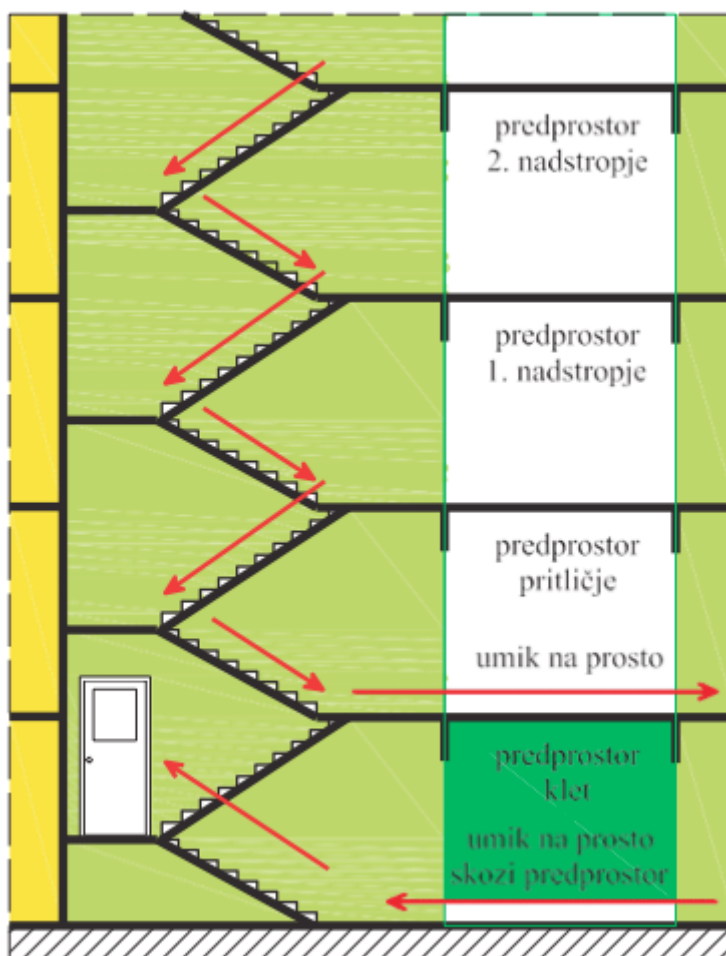 predprostor
2. nadstropje
predprostor
1. nadstropje
predprostor
pritličje
umik na prosto
predprostor
klet
umik na prosto
skozi predprostor